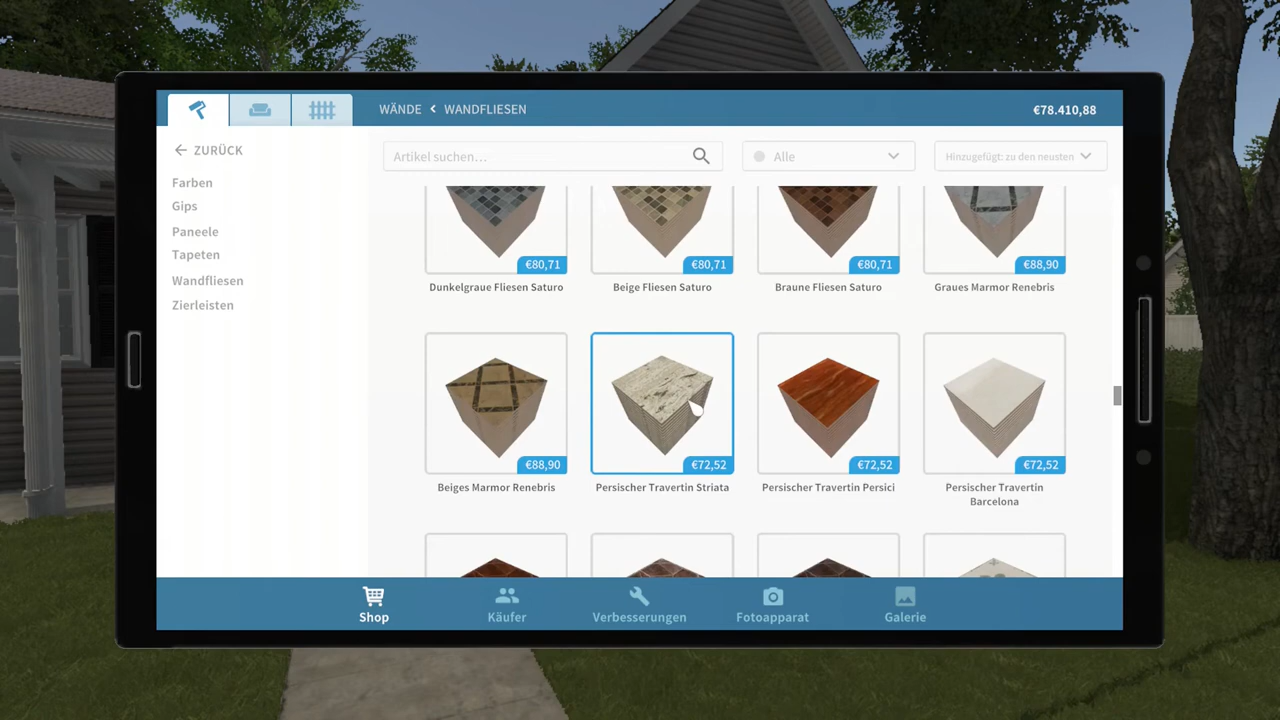 WÄNDE < WANDFLIESEN
€78.410,88
ZURÜCK
Artikel suchen...
Alle
Hinzugefügt: zu den neusten
Farben
Gips
Paneele
Tapeten
Wandfliesen
Zierleisten
€80,71
€80,71
€80,71
€88,90
Dunkelgraue Fliesen Saturo
Beige Fliesen Saturo
Braune Fliesen Saturo
Graues Marmor Renebris
€88,90
€72,52
€72,52
€72,52
Beiges Marmor Renebris
Persischer Travertin Striata
Persischer Travertin Persici
Persischer Travertin
Barcelona
Shop
Käufer
Verbesserungen
Fotoapparat
Galerie